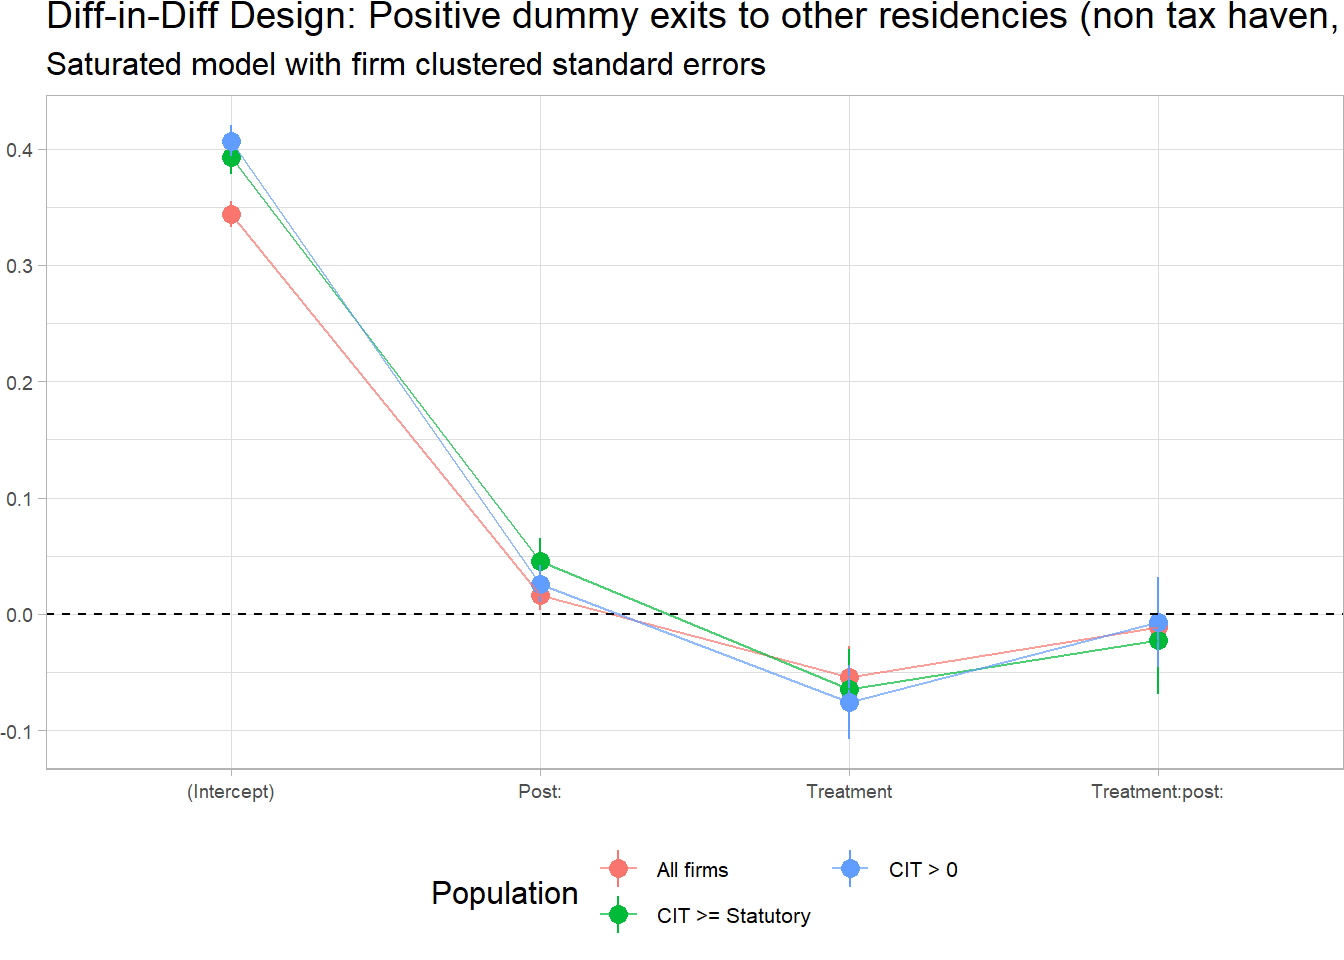 Diff-in-Diff Design: Positive dummy exits to other residencies (non tax haven,
Saturated model with firm clustered standard errors
0.4
0.3
0.2
0.1
0.0
-0.1
(Intercept) Post: Treatment Treatment:post:
Population
All firms CIT > 0
CIT >= Statutory